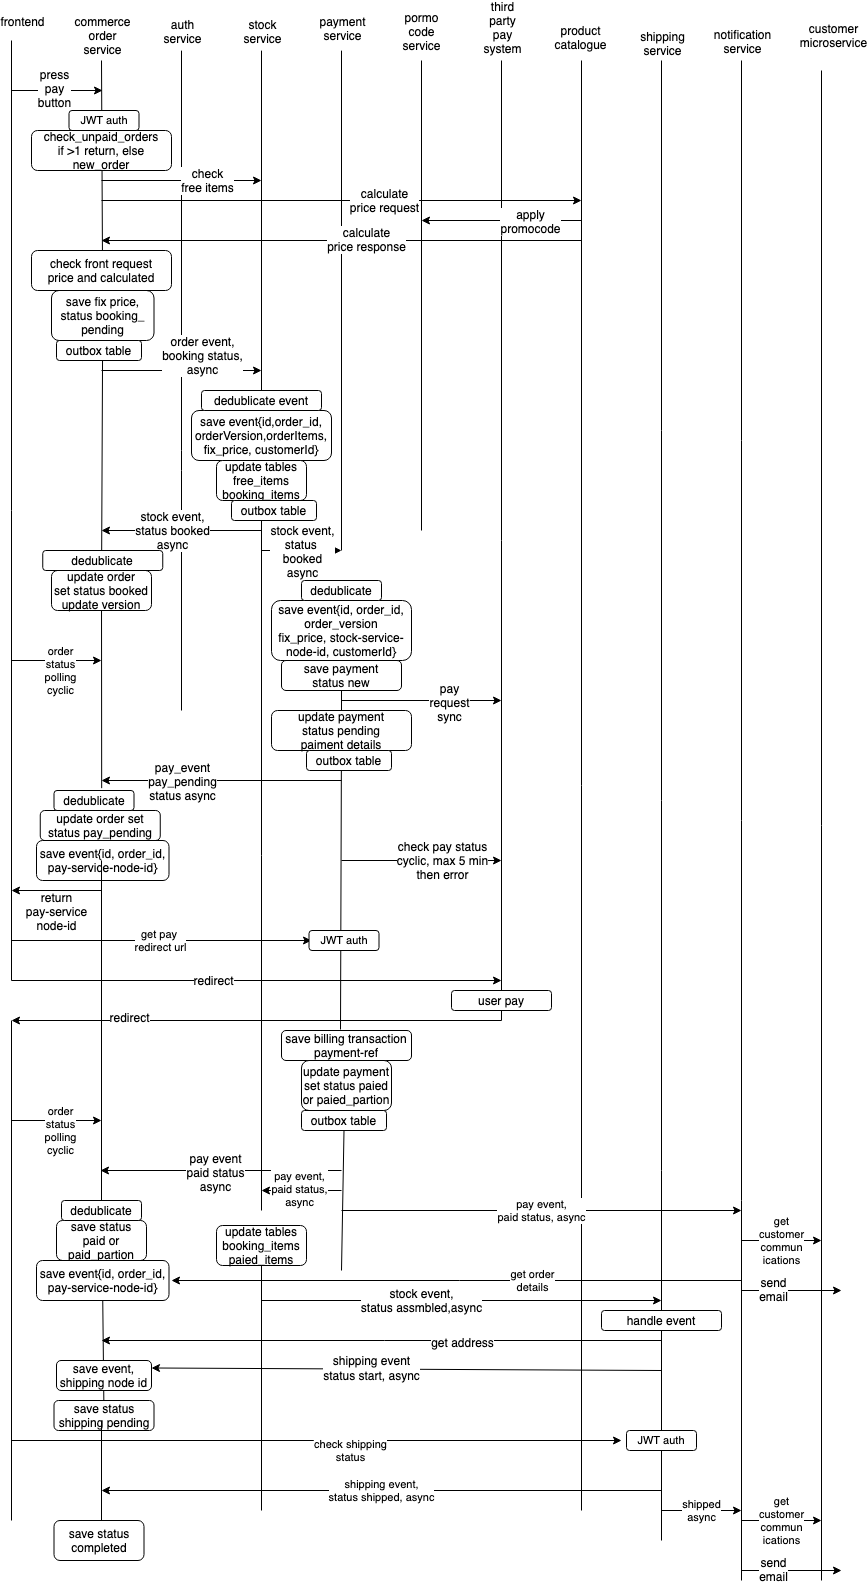 frontend
commerce
order
service
auth
service
stock
service
payment
service
pormo
code
service
third
party
pay
system
product
catalogue
shipping
service
notification
service
customer
microservice
press
pay
button
JWT auth
check_unpaid_orders
if >1 return, else
new_order
check
free items
calculate
price request
apply
promocode
calculate
price response
check front request
price and calculated
save fix price,
status booking_
pending
outbox table
order event,
booking status,
async
dedublicate event
save event{id,order_id,
orderVersion,orderItems,
fix_price, customerId}
update tables
free_items
booking_items
outbox table
stock event,
status booked
async
stock event,
status
booked
async
dedublicate
update order
set status booked
update version
dedublicate
save event{id, order_id,
order_version
fix_price, stock-service-
node-id, customerId}
order
status
polling
cyclic
save payment
status new
pay
request
sync
update payment
status pending
paiment details
outbox table
pay_event
pay_pending
status async
dedublicate
update order set
status pay_pending
save event{id, order_id,
pay-service-node-id}
check pay status
cyclic, max 5 min
then error
return
pay-service
node-id
get pay
redirect url
JWT auth
redirect
user pay
redirect
save billing transaction
payment-ref
update payment
set status paied
or paied_partion
outbox table
order
status
polling
cyclic
pay event
paid status
async
pay event,
paid status,
async
pay event,
paid status, async
dedublicate
save status
paid or
paid_partion
update tables
booking_items
paied_items
get
customer
commun
ications
save event{id, order_id,
pay-service-node-id}
get order
details
send
email
stock event,
status assmbled,async
handle event
get address
save event,
shipping node id
shipping event
status start, async
save status
shipping pending
check shipping
status
JWT auth
shipping event,
status shipped, async
shipped
async
get
customer
commun
ications
save status
completed
send
email